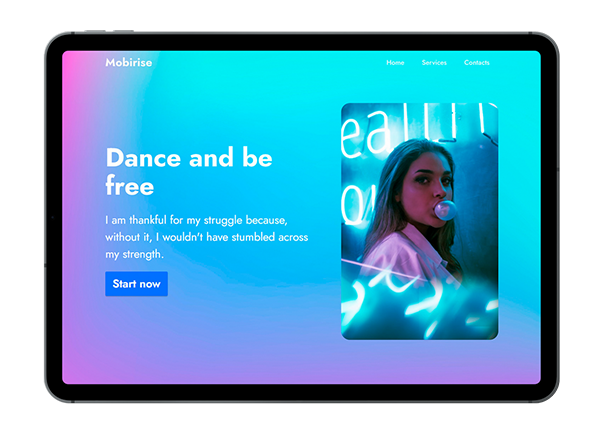 Mobirise
Home Services Contacts
Dance and be
free
I am thankful for my struggle because,
without it, I wouldn't have stumbled across
my strength.
Start now